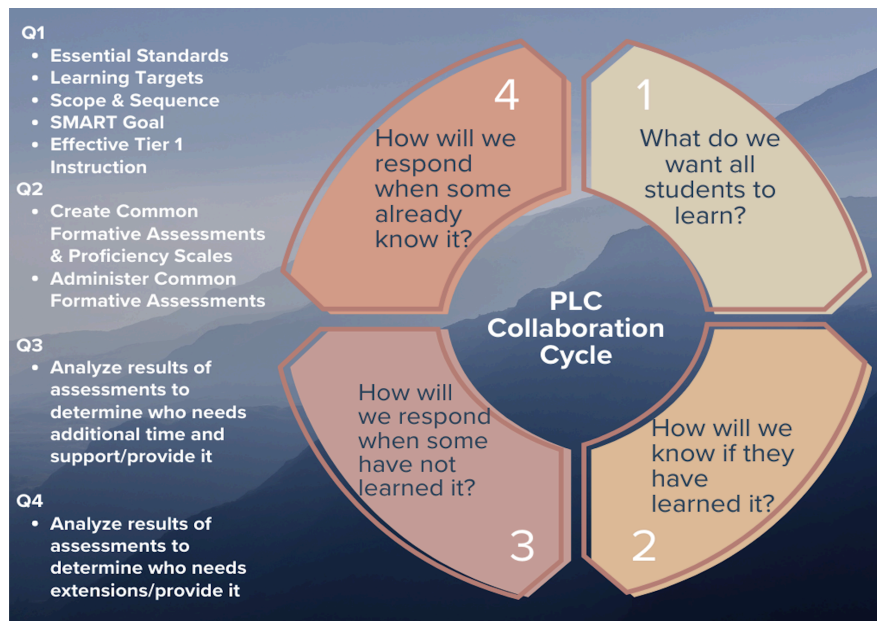 Q1
• Essential Standards
• Learning Targets
• Scope & Sequence
• SMART Goal
• Effective Tier 1
Instruction
Q2
• Create Common
Formative Assessments
& Proficiency Scales
• Administer Common
Formative Assessments
Q3
• Analyze results of
assessments to
determine who needs
additional time and
support/provide it
Q4
• Analyze results of
assessments to
determine who needs
extensions/provide it
PLC
Collaboration
Cycle
1
What do we
want all
students to
learn?
2
How will we
know if they
have
learned it?
3
How will
we respond
when some
have not
learned it?
4
How will we
respond
when some
already
know it?